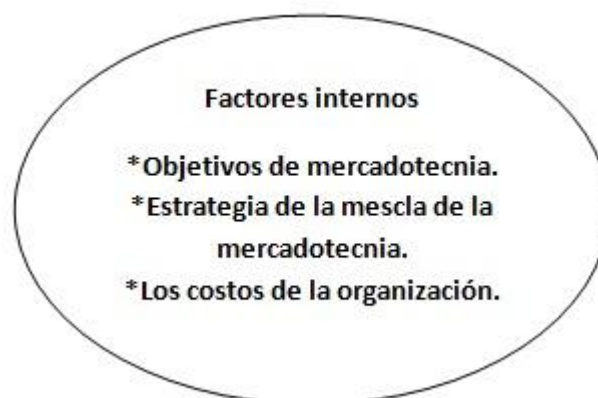 Factores internos
*Objetivos de mercadotecnia.
*Estrategia de la mescla de la
mercadotecnia.
*Los costos de la organización.